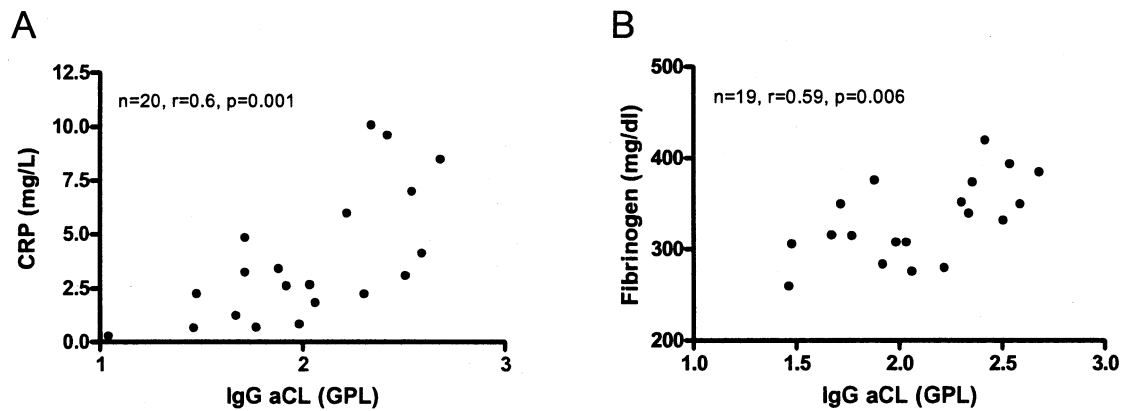 A
12.5
n=20, r=0.6, p=0.001
10.0
7.5
5.0
2.5
0.0
CRP (mg/L)
1
2
3
IgG aCL (GPL)
B
500
n=19, r=0.59, p=0.006
400
300
200
Fibrinogen (mg/dl)
1.0
1.5
2.0
2.5
3.0
IgG aCL (GPL)